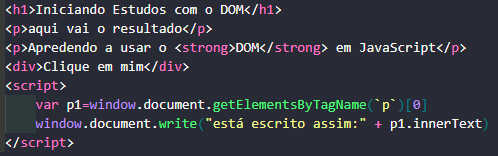 <h1>Iniciando Estudos com o DOM</h1>
<p>aqui vai o resultado</p>
<p>Apredendo a usar o <strong>DOM</strong> em JavaScript</p>
<div>Clique em mim</div>
<script>
    var p1=window.document.getElementsByTagName(`p`)[0]
    window.document.write("está escrito assim:" + p1.innerText)
</script>